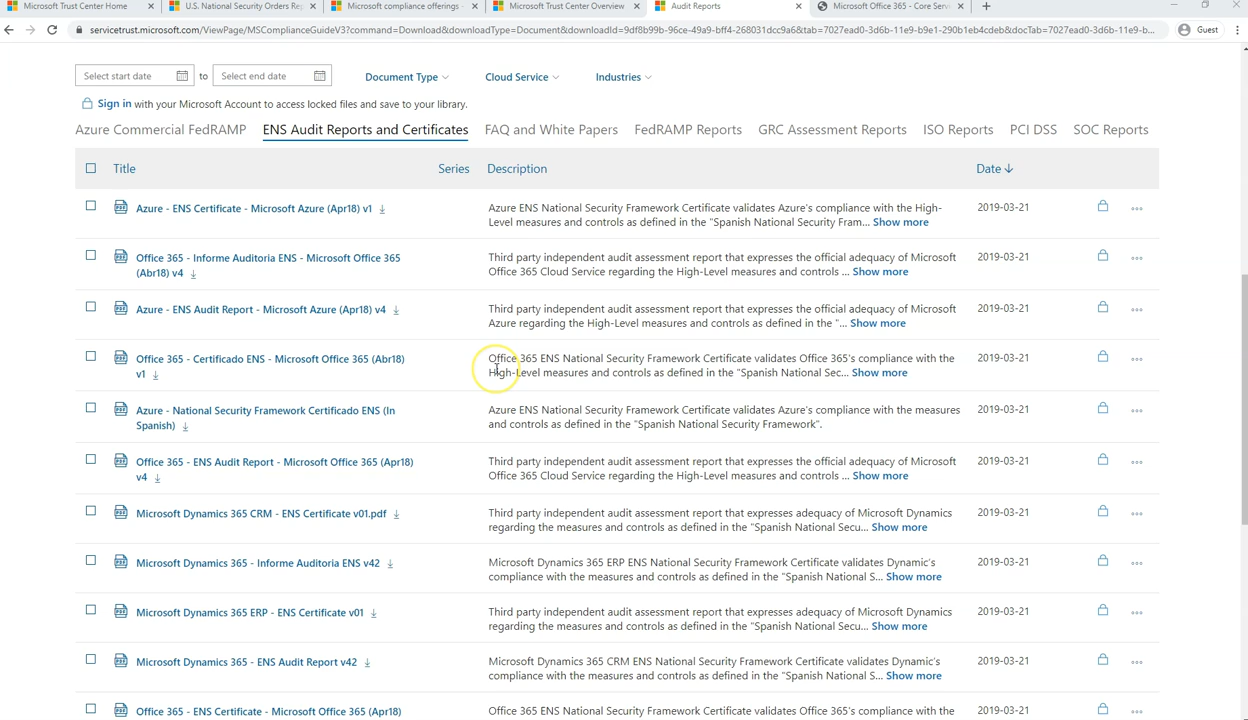 Microsoft Trust Center Home
U.S. National Security Orders Re
Microsoft compliance offerings -
Microsoft Trust Center Overview
Audit Reports
Microsoft Office 365 - Core Serv
servicetrust.microsoft.com/ViewPage/MSComplianceGuideV3?command=Download&downloadType=Document&downloadId=9df8b99b-96ce-49a9-bff4-268031dcc9a6&tab=7027ead0-3d6b-11e9-b9e1-290b1eb4cdeb&docTab=7027ead0-3d6b-11e9-b...
Guest
Select start date
to
Select end date
Document Type
Cloud Service
Industries
Sign in with your Microsoft Account to access locked files and save to your library.
Azure Commercial FedRAMP
ENS Audit Reports and Certificates
FAQ and White Papers
FedRAMP Reports
GRC Assessment Reports
ISO Reports
PCI DSS
SOC Reports
Title
Series
Description
Date
Azure - ENS Certificate - Microsoft Azure (Apr18) v1
Azure ENS National Security Framework Certificate validates Azure's compliance with the High-
Level measures and controls as defined in the "Spanish National Security Fram... Show more
2019-03-21
Office 365 - Informe Auditoria ENS - Microsoft Office 365
(Abr18) v4
Third party independent audit assessment report that expresses the official adequacy of Microsoft
Office 365 Cloud Service regarding the High-Level measures and controls ... Show more
2019-03-21
Azure - ENS Audit Report - Microsoft Azure (Apr18) v4
Third party independent audit assessment report that expresses the official adequacy of Microsoft
Azure regarding the High-Level measures and controls as defined in the "... Show more
2019-03-21
Office 365 - Certificado ENS - Microsoft Office 365 (Abr18)
v1
Office 365 ENS National Security Framework Certificate validates Office 365's compliance with the
High-Level measures and controls as defined in the "Spanish National Sec... Show more
2019-03-21
Azure - National Security Framework Certificado ENS (In
Spanish)
Azure ENS National Security Framework Certificate validates Azure's compliance with the measures
and controls as defined in the "Spanish National Security Framework".
2019-03-21
Office 365 - ENS Audit Report - Microsoft Office 365 (Apr18)
v4
Third party independent audit assessment report that expresses the official adequacy of Microsoft
Office 365 Cloud Service regarding the High-Level measures and controls ... Show more
2019-03-21
Microsoft Dynamics 365 CRM - ENS Certificate v01.pdf
Third party independent audit assessment report that expresses adequacy of Microsoft Dynamics
regarding the measures and controls as defined in the "Spanish National Secu... Show more
2019-03-21
Microsoft Dynamics 365 - Informe Auditoria ENS v42
Microsoft Dynamics 365 ERP ENS National Security Framework Certificate validates Dynamic's
compliance with the measures and controls as defined in the "Spanish National S... Show more
2019-03-21
Microsoft Dynamics 365 ERP - ENS Certificate v01
Third party independent audit assessment report that expresses adequacy of Microsoft Dynamics
regarding the measures and controls as defined in the "Spanish National Secu... Show more
2019-03-21
Microsoft Dynamics 365 - ENS Audit Report v42
Microsoft Dynamics 365 CRM ENS National Security Framework Certificate validates Dynamic's
compliance with the measures and controls as defined in the "Spanish National S... Show more
2019-03-21
Office 365 - ENS Certificate - Microsoft Office 365 (Apr18)
Office 365 ENS National Security Framework Certificate validates Office 365's compliance with the
2019-03-21